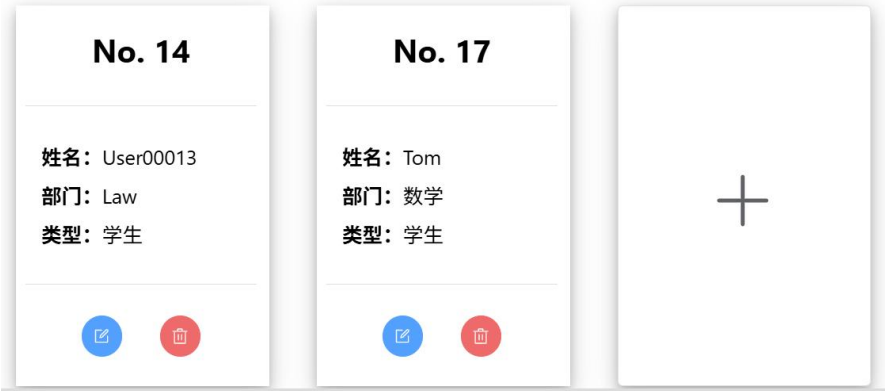 No. 14
姓名：User00013
部门：Law
类型：学生
No. 17
姓名：Tom
部门：数学
类型：学生